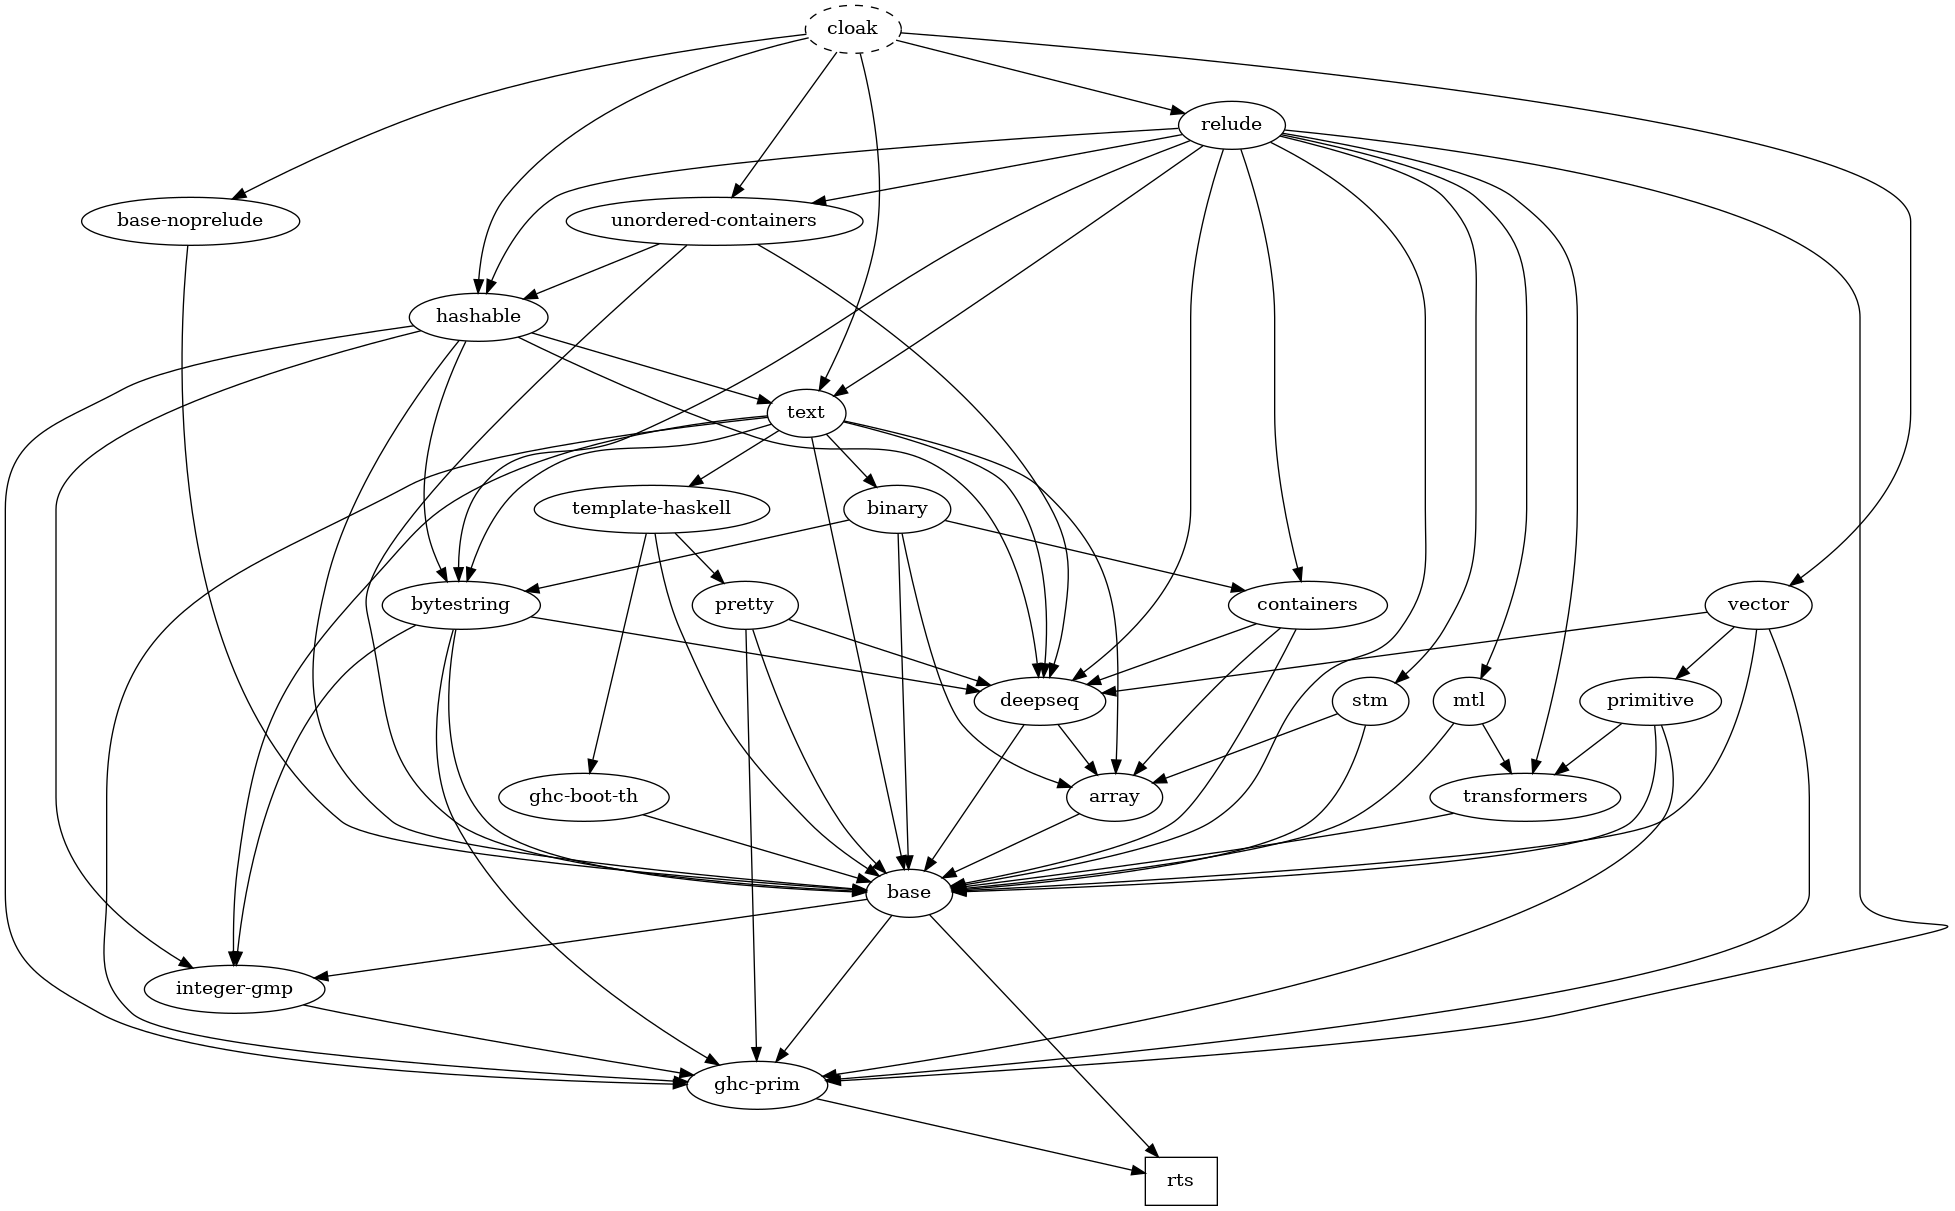 cloak
relude
base-noprelude
unordered-containers
hashable
text
template-haskell
binary
bytestring
pretty
containers
vector
deepseq
stm
mtl
primitive
ghc-boot-th
array
transformers
base
integer-gmp
ghc-prim
rts